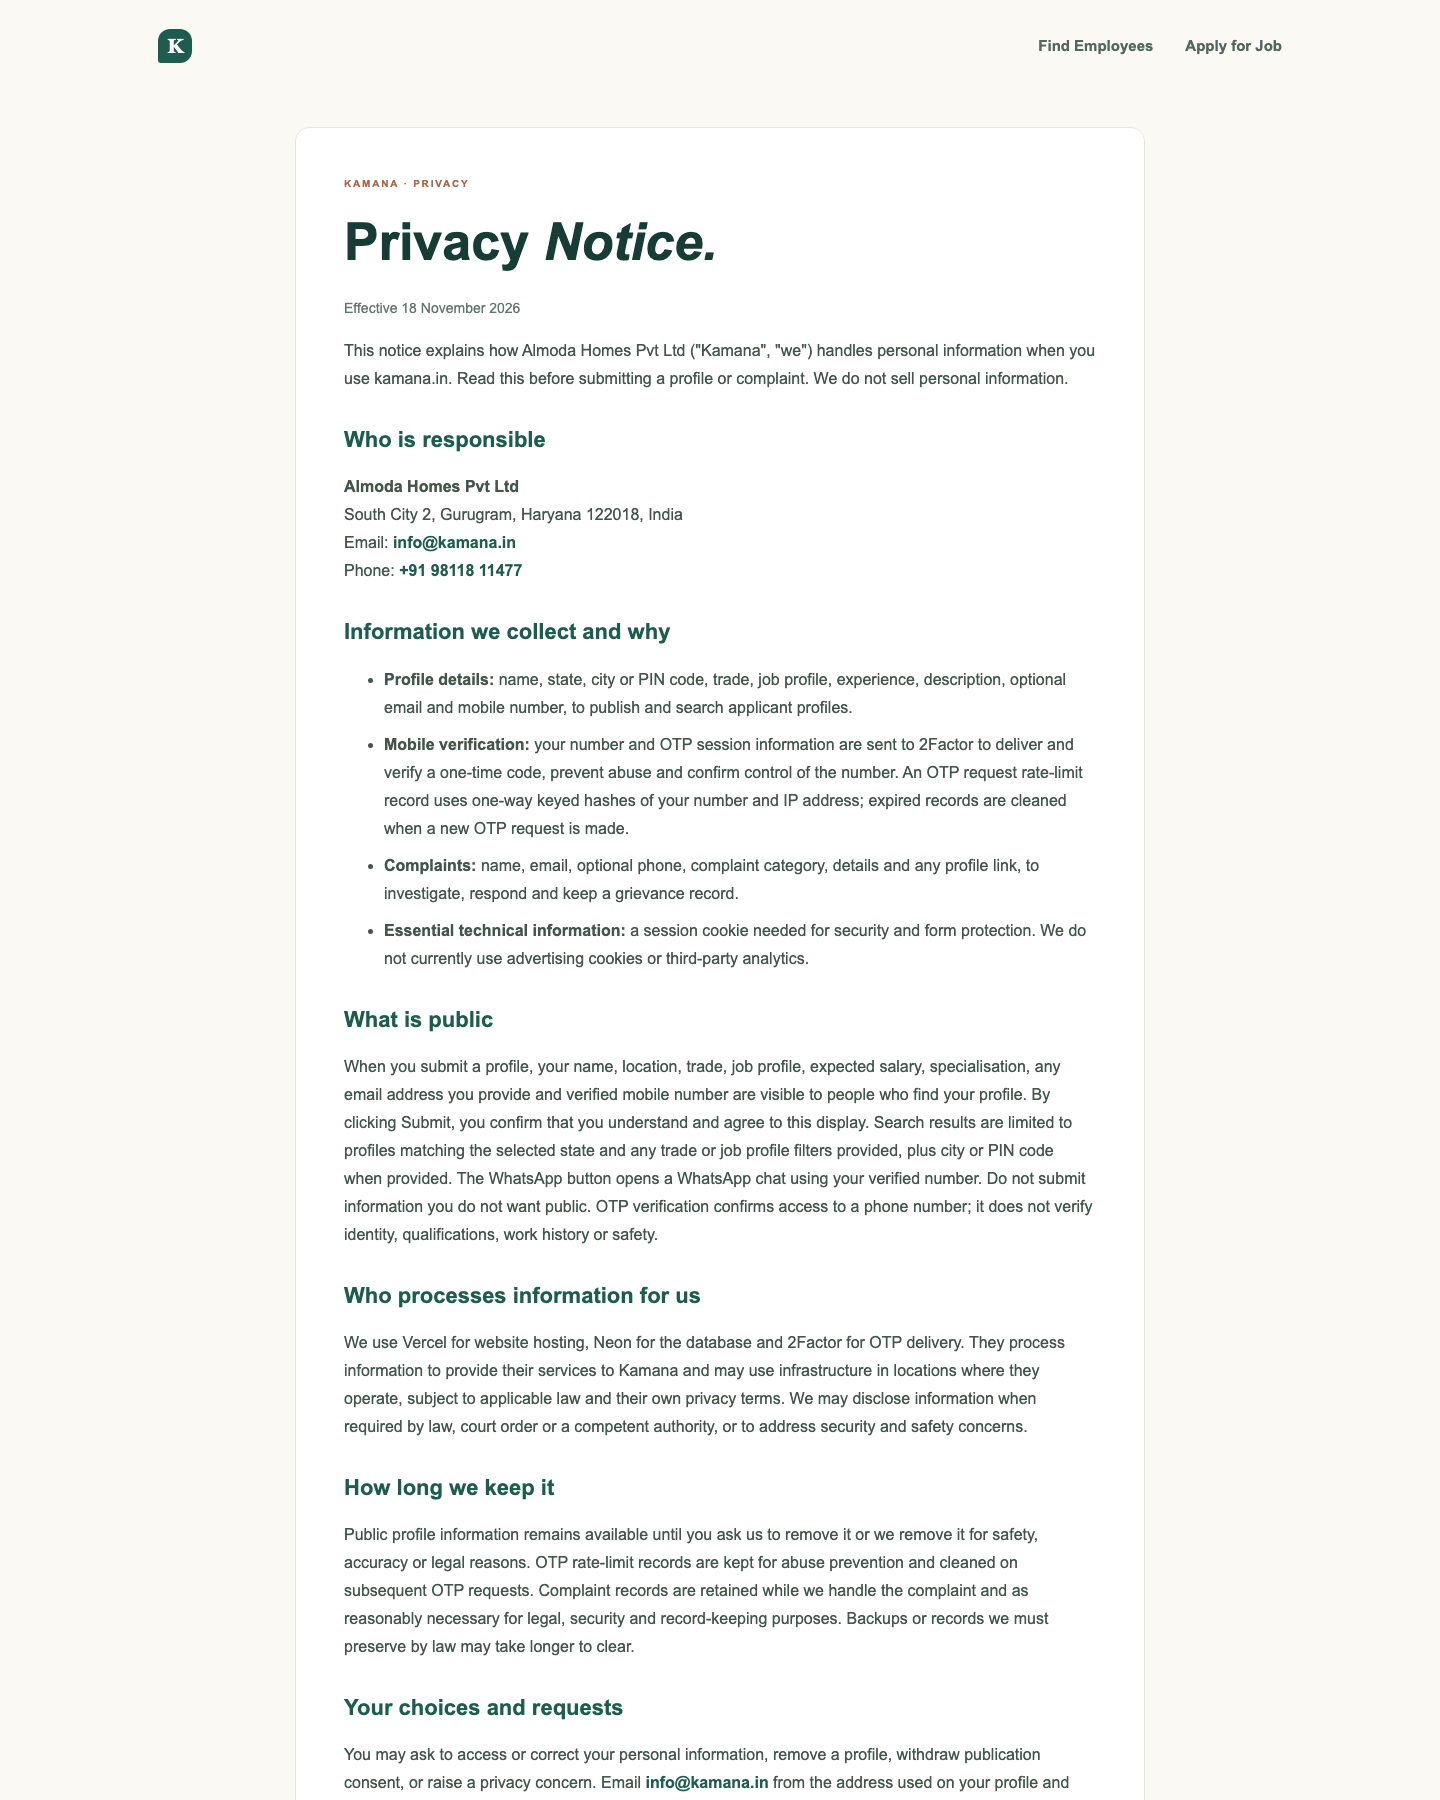 K
Find Employees
Apply for Job
KAMANA · PRIVACY
Privacy Notice.
Effective 18 November 2026
This notice explains how Almoda Homes Pvt Ltd ("Kamana", "we") handles personal information when you
use kamana.in. Read this before submitting a profile or complaint. We do not sell personal information.
Who is responsible
Almoda Homes Pvt Ltd
South City 2, Gurugram, Haryana 122018, India
Email: info@kamana.in
Phone: +91 98118 11477
Information we collect and why
• Profile details: name, state, city or PIN code, trade, job profile, experience, description, optional
email and mobile number, to publish and search applicant profiles.
• Mobile verification: your number and OTP session information are sent to 2Factor to deliver and
verify a one-time code, prevent abuse and confirm control of the number. An OTP request rate-limit
record uses one-way keyed hashes of your number and IP address; expired records are cleaned
when a new OTP request is made.
• Complaints: name, email, optional phone, complaint category, details and any profile link, to
investigate, respond and keep a grievance record.
• Essential technical information: a session cookie needed for security and form protection. We do
not currently use advertising cookies or third-party analytics.
What is public
When you submit a profile, your name, location, trade, job profile, expected salary, specialisation, any
email address you provide and verified mobile number are visible to people who find your profile. By
clicking Submit, you confirm that you understand and agree to this display. Search results are limited to
profiles matching the selected state and any trade or job profile filters provided, plus city or PIN code
when provided. The WhatsApp button opens a WhatsApp chat using your verified number. Do not submit
information you do not want public. OTP verification confirms access to a phone number; it does not verify
identity, qualifications, work history or safety.
Who processes information for us
We use Vercel for website hosting, Neon for the database and 2Factor for OTP delivery. They process
information to provide their services to Kamana and may use infrastructure in locations where they
operate, subject to applicable law and their own privacy terms. We may disclose information when
required by law, court order or a competent authority, or to address security and safety concerns.
How long we keep it
Public profile information remains available until you ask us to remove it or we remove it for safety,
accuracy or legal reasons. OTP rate-limit records are kept for abuse prevention and cleaned on
subsequent OTP requests. Complaint records are retained while we handle the complaint and as
reasonably necessary for legal, security and record-keeping purposes. Backups or records we must
preserve by law may take longer to clear.
Your choices and requests
You may ask to access or correct your personal information, remove a profile, withdraw publication
consent, or raise a privacy concern. Email info@kamana.in from the address used on your profile and